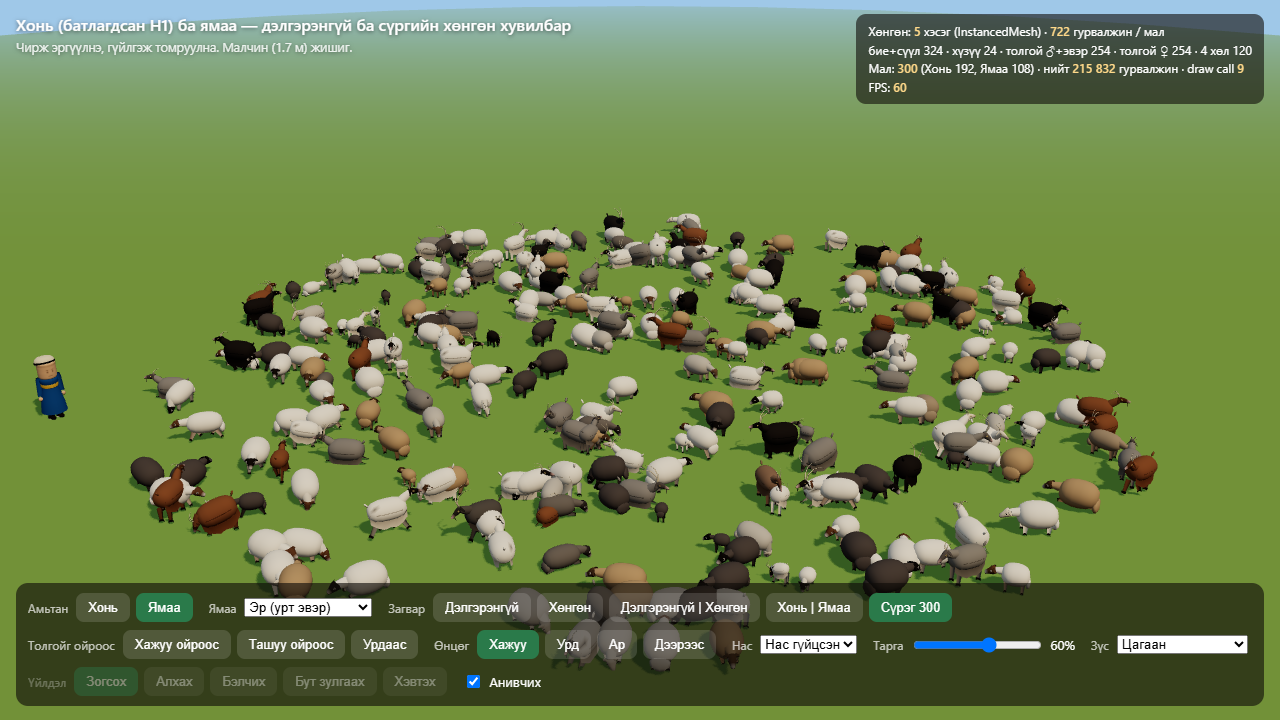 Хонь (батлагдсан H1) ба ямаа — дэлгэрэнгүй ба сүргийн хөнгөн хувилбар
Чирж эргүүлнэ, гүйлгэж томруулна. Малчин (1.7 м) жишиг.
Хөнгөн: 5 хэсэг (InstancedMesh) · 722 гурвалжин / мал
бие+сүүл 324 · хүзүү 24 · толгой ♂+эвэр 254 · толгой ♀ 254 · 4 хөл 120
Мал: 300 (Хонь 192, Ямаа 108) · нийт 215 832 гурвалжин · draw call 9
FPS: 60
Амьтан Хонь Ямаа Ямаа Эр (урт эвэр) Загвар Дэлгэрэнгүй Хөнгөн Дэлгэрэнгүй | Хөнгөн Хонь | Ямаа Сүрэг 300
Толгойг ойроос Хажуу ойроос Ташуу ойроос Урдаас Өнцөг Хажуу Урд Ар Дээрээс Нас Нас гүйцсэн Тарга 60% Зүс Цагаан
Үйлдэл Зогсох Алхах Бэлчих Бут зулгаах Хэвтэх Анивчих